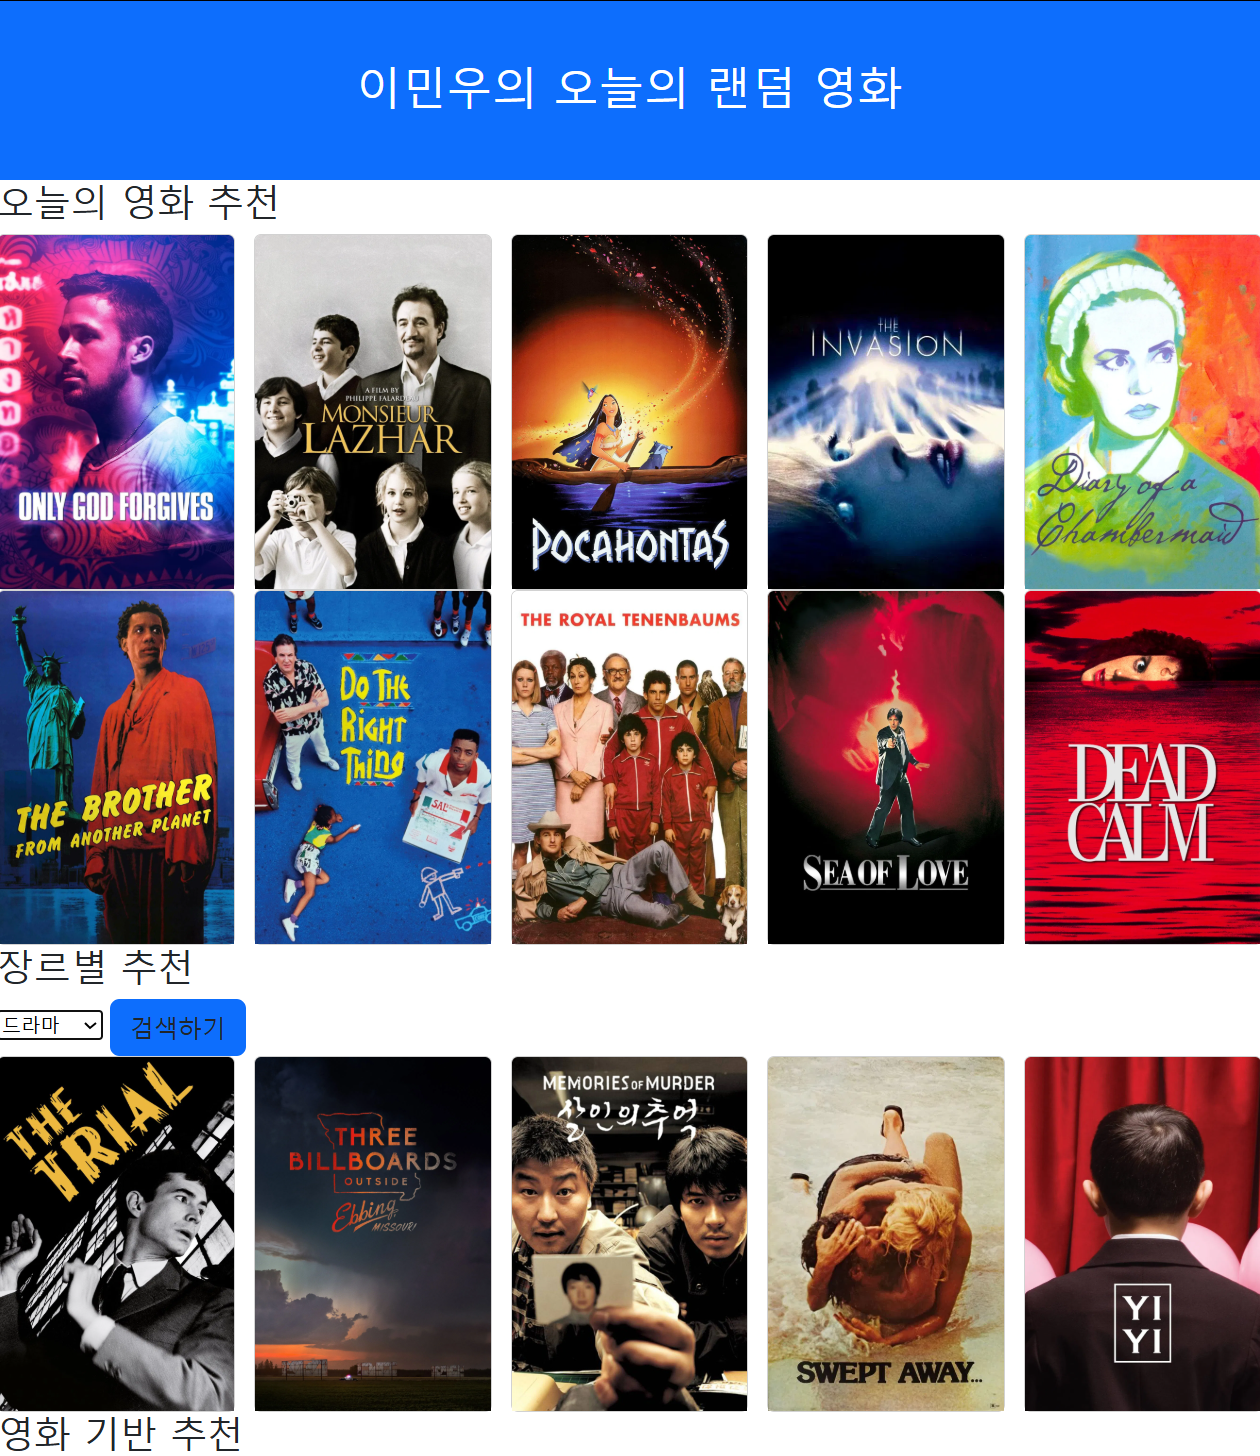 이민우의 오늘의 랜덤 영화
오늘의 영화 추천
ONLY GOD FORGIVES
A FILM BY
PHILIPPE FALARDEAU
MONSIEUR
LAZHAR
POCAHONTAS
THE
INVASION
Diary of a
Chambermaid
THE BROTHER
FROM ANOTHER PLANET
DO THE
RIGHT
THING
SAL'S
THE ROYAL TENENBAUMS
SEA OF LOVE
DEAD
CALM
장르별 추천
드라마
검색하기
THE
TRIAL
THREE
BILLBOARDS
OUTSIDE
Ebbing,
MISSOURI
MEMORIES OF MURDER
살인의추억
SWEPT AWAY...
YI
YI
영화 기반 추천